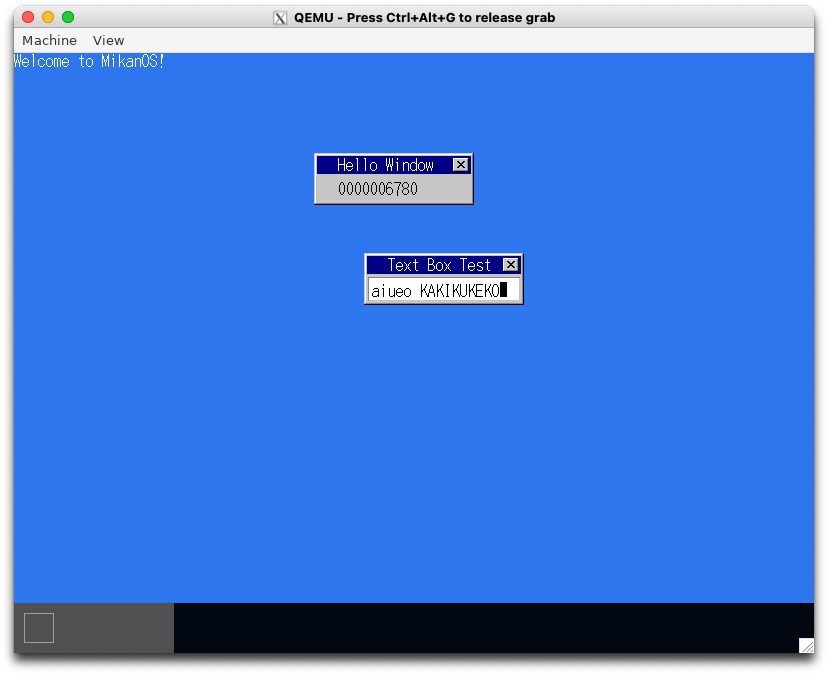 QEMU - Press Ctrl+Alt+G to release grab
Machine View
Welcome to MikanOS!
Hello Window
0000006780
Text Box Test
aiueo KAKIKUKEKO